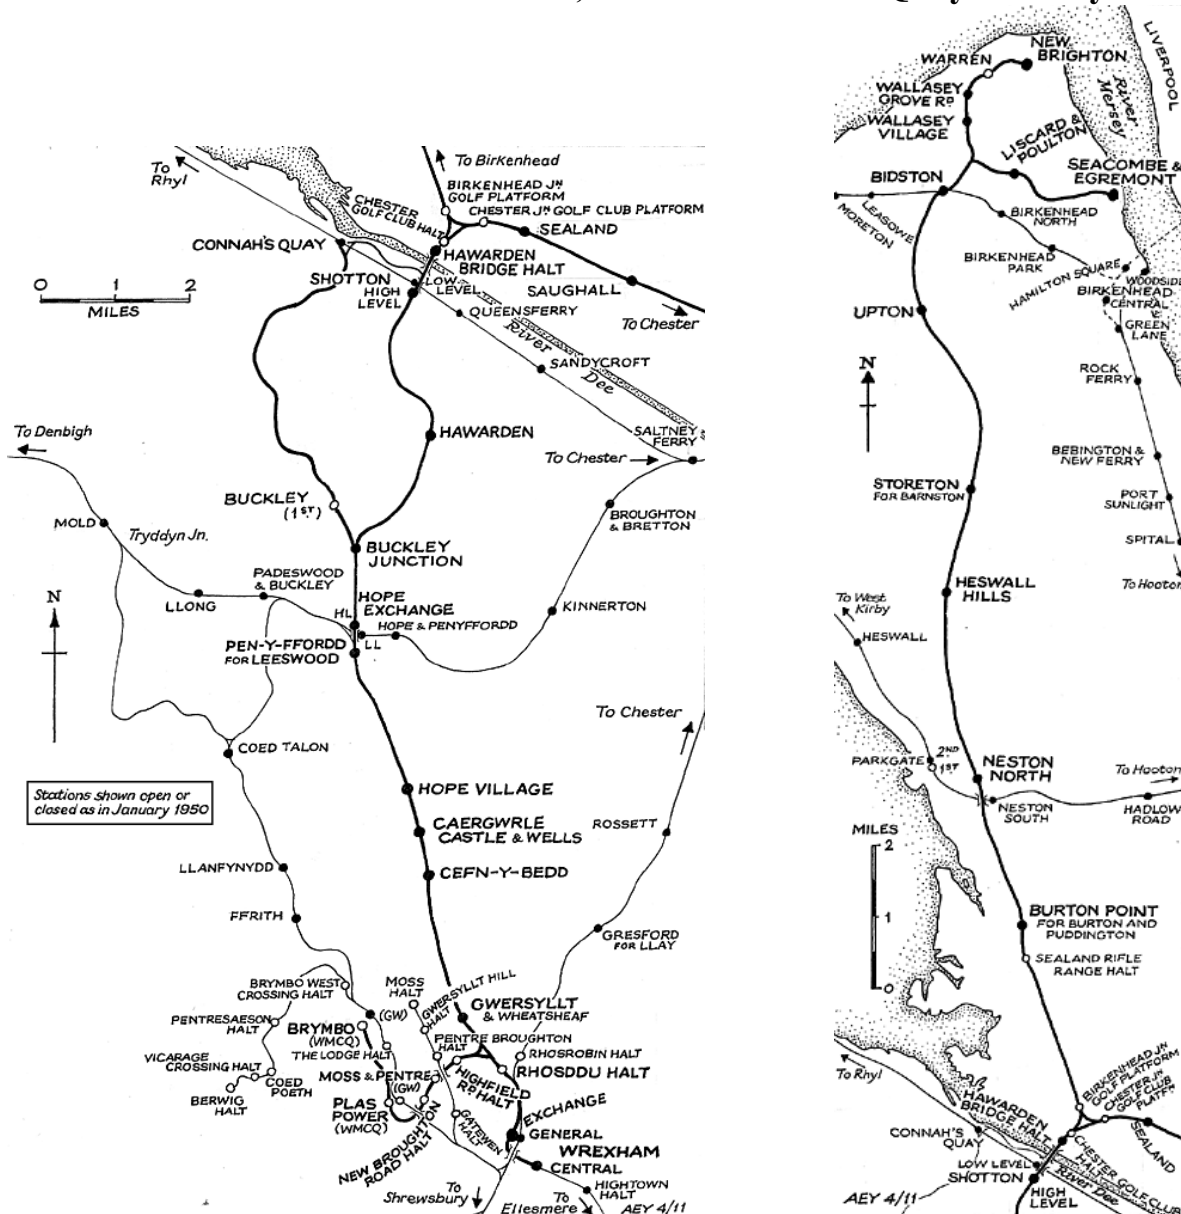 To
Rhyl
To Birkenhead
BIRKENHEAD JN
GOLF PLATFORM
CHESTER
GOLF CLUB HALT
CHESTER JN GOLF CLUB PLATFORM
SEALAND
CONNAH'S QUAY
HAWARDEN
BRIDGE HALT
SHOTTON
HIGH
LEVEL
LOW
LEVEL
SAUGHALL
0 1 2
MILES
QUEENSFERRY
To Chester
River
Dee
SANDYCROFT
To Denbigh
HAWARDEN
SALTNEY
FERRY
To Chester
BUCKLEY
(1ST)
BROUGHTON
& BRETTON
MOLD
Tryddyn Jn.
BUCKLEY
JUNCTION
PADESWOOD
& BUCKLEY
LLONG
N
HOPE
EXCHANGE
HL
HOPE & PENYFFORDD
KINNERTON
LL
PEN-Y-FFORDD
FOR LEESWOOD
To Chester
COED TALON
Stations shown open or
closed as in January 1950
HOPE VILLAGE
CAERGWRLE
CASTLE & WELLS
ROSSETT
LLANFYNYDD
CEFN-Y-BEDD
FFRITH
GRESFORD
FOR LLAY
BRYMBO WEST
CROSSING HALT
MOSS
HALT
GWERSYLLT HILL
HALT
GWERSYLLT
& WHEATSHEAF
PENTRESAESON
HALT
(GW)
BRYMBO
(WMCQ)
PENTRE BROUGHTON
HALT
THE LODGE HALT
RHOSROBIN HALT
VICARAGE
CROSSING HALT
MOSS & PENTRE
(GW)
HIGHFIELD
RD HALT
RHOSDDU HALT
COED
POETH
BERWIG
HALT
PLAS
POWER
(WMCQ)
NEW BROUGHTON
ROAD HALT
GATEWEN
HALT
EXCHANGE
GENERAL
WREXHAM
CENTRAL
HIGHTOWN
HALT
To
Shrewsbury
To
Ellesmere
AEY 4/11
NEW
BRIGHTON
WARREN
LIVERPOOL
River
Mersey
WALLASEY
GROVE RD
WALLASEY
VILLAGE
LISCARD &
POULTON
SEACOMBE &
EGREMONT
BIDSTON
LEASOWE
MORETON
BIRKENHEAD
NORTH
BIRKENHEAD
PARK
HAMILTON SQUARE
WOODSIDE
BIRKENHEAD
CENTRAL
UPTON
GREEN
LANE
N
ROCK
FERRY
BEBINGTON &
NEW FERRY
STORETON
FOR BARNSTON
PORT
SUNLIGHT
SPITAL
HESWALL
HILLS
To Hooton
To West
Kirby
HESWALL
PARKGATE
2ND
1ST
NESTON
NORTH
To Hooton
NESTON
SOUTH
HADLOW
ROAD
MILES
2
1
0
BURTON POINT
FOR BURTON AND
PUDDINGTON
SEALAND RIFLE
RANGE HALT
To Rhyl
BIRKENHEAD JN
GOLF PLATFORM
CHESTER JN
GOLF CLUB
PLATFM
HAWARDEN
BRIDGE HALT
CONNAH'S
QUAY
SEALAND
CHESTER GOLF CLUB
HALT
LOW LEVEL
SHOTTON
HIGH
LEVEL
River Dee
AEY 4/11